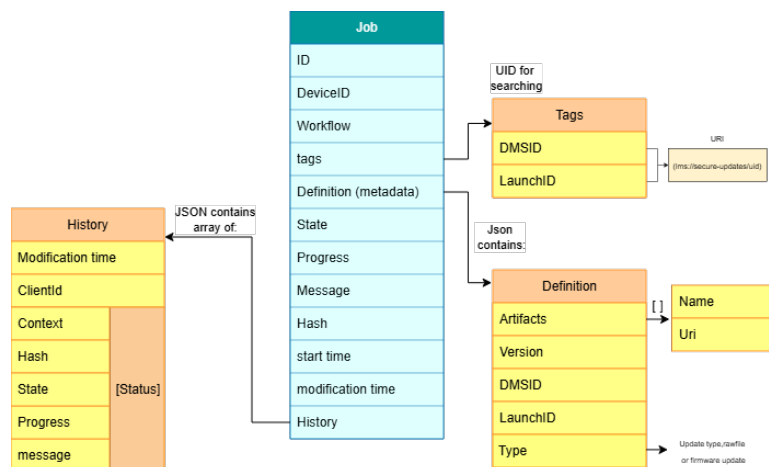 Job
ID
DeviceID
Workflow
tags
Definition (metadata)
State
Progress
Message
Hash
start time
modification time
History
UID for
searching
Tags
DMSID
LaunchID
URI
(ims://secure-updates/uid)
JSON contains
array of:
History
Modification time
ClientId
Context
Hash
State
Progress
message
[Status]
Json
contains:
Definition
Artifacts
Version
DMSID
LaunchID
Type
[ ]
Name
Uri
Update type,rawfile
or firmware update